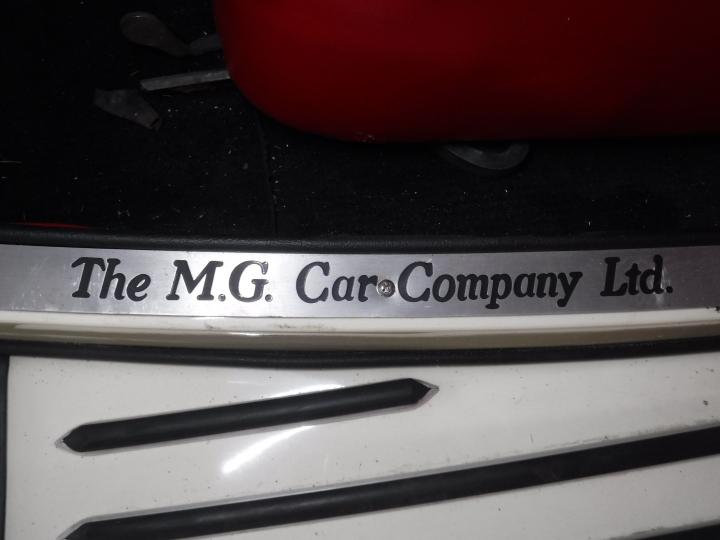 The M.G. Car Company Ltd.